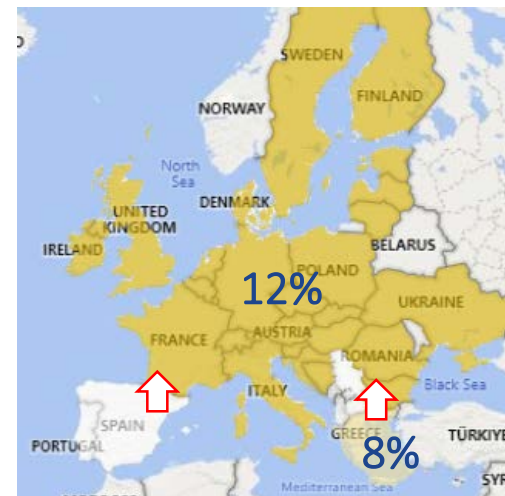 SWEDEN
FINLAND
NORWAY
North
Sea
DENMARK
UNITED
KINGDOM
IRELAND
BELARUS
POLAND
12%
UKRAINE
FRANCE
AUSTRIA
ROMANIA
ITALY
Black Sea
SPAIN
PORTUGAL
GREECE
TÜRKIYE
8%
Mediterranean Sea
SYR